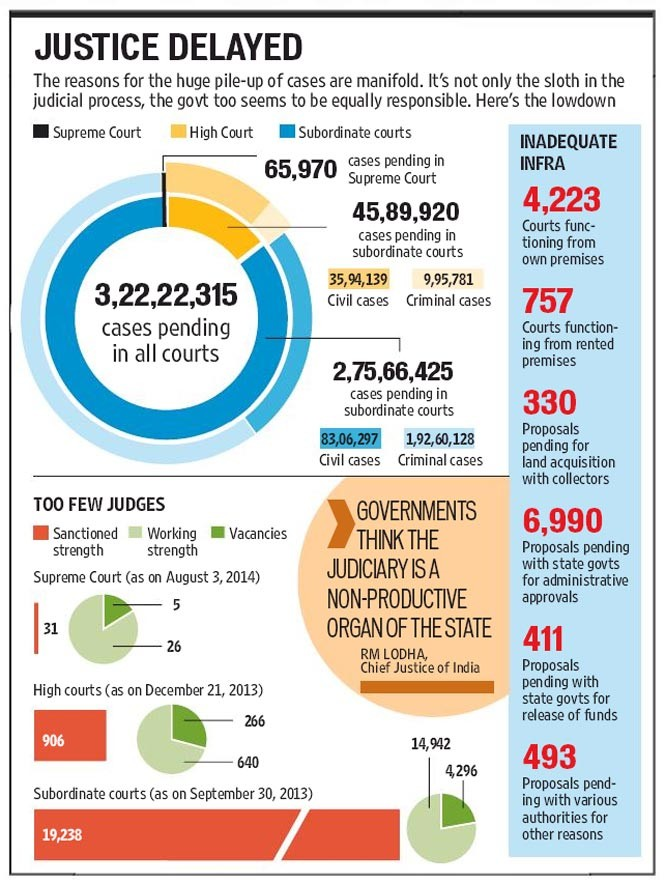 JUSTICE DELAYED
The reasons for the huge pile-up of cases are manifold. It's not only the sloth in the
judicial process, the govt too seems to be equally responsible. Here's the lowdown
Supreme Court
High Court
Subordinate courts
65,970
cases pending in
Supreme Court
45,89,920
cases pending in
subordinate courts
35,94,139
Civil cases
9,95,781
Criminal cases
3,22,22,315
cases pending
in all courts
2,75,66,425
cases pending in
subordinate courts
83,06,297
Civil cases
1,92,60,128
Criminal cases
INADEQUATE
INFRA
4,223
Courts func-
tioning from
own premises
757
Courts function-
ing from rented
premises
330
Proposals
pending for
land acquisition
with collectors
6,990
Proposals pending
with state govts
for administrative
approvals
411
Proposals
pending with
state govts for
release of funds
493
Proposals pend-
ing with various
authorities for
other reasons
TOO FEW JUDGES
Sanctioned
strength
Working
strength
Vacancies
Supreme Court (as on August 3, 2014)
31
5
26
High courts (as on December 21, 2013)
906
266
640
Subordinate courts (as on September 30, 2013)
19,238
14,942
4,296
GOVERNMENTS
THINK THE
JUDICIARY IS A
NON-PRODUCTIVE
ORGAN OF THE STATE
RM LODHA,
Chief Justice of India